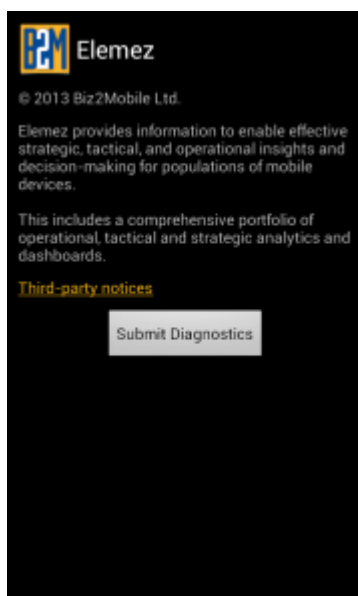 B2M Elemez
© 2013 Biz2Mobile Ltd.
Elemez provides information to enable effective
strategic, tactical, and operational insights and
decision-making for populations of mobile
devices.
This includes a comprehensive portfolio of
operational, tactical and strategic analytics and
dashboards.
Third-party notices
Submit Diagnostics